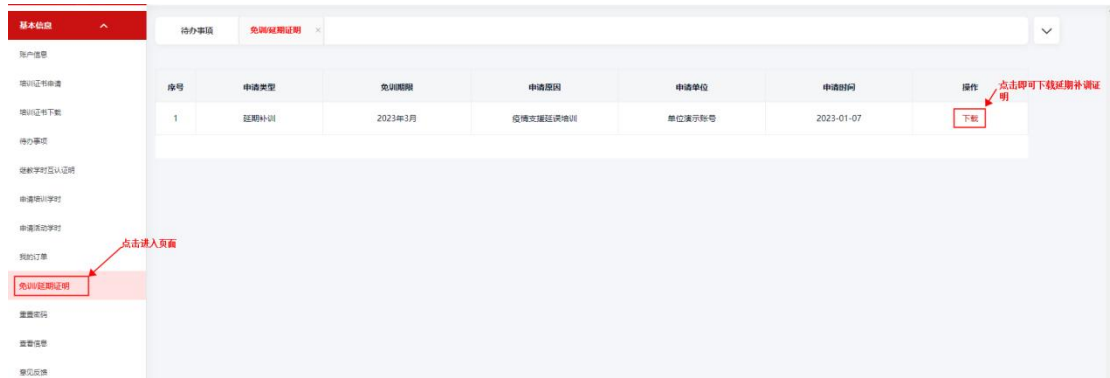 基本信息
待办事项
免训/延期证明
账户信息
培训证书申请
序号
申请类型
免训期限
申请原因
申请单位
申请时间
操作
点击即可下载延期补训证
明
培训证书下载
1
延期补训
2023年3月
疫情支援延误培训
单位演示账号
2023-01-07
下载
待办事项
继教学时互认证明
申请培训学时
申请活动学时
点击进入页面
我的订单
免训/延期证明
重置密码
查看信息
意见反馈